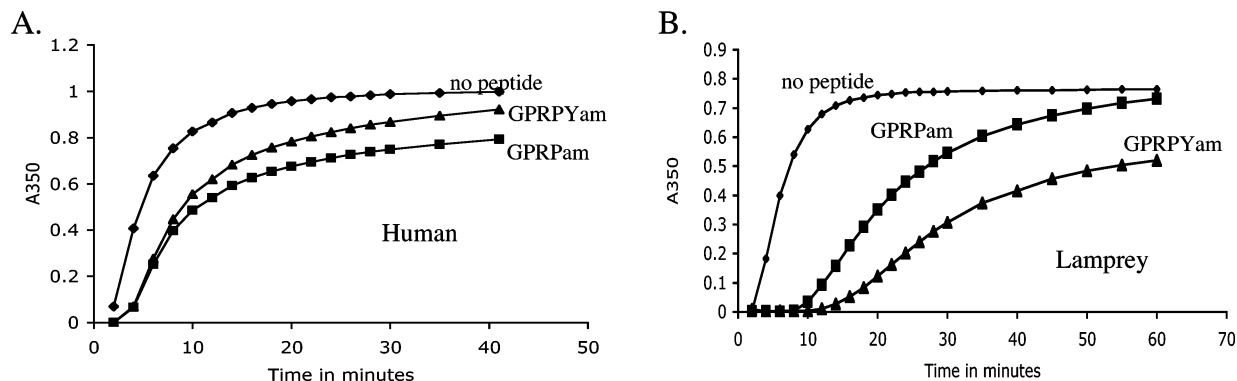 A.
1.2
1
0.8
0.6
0.4
0.2
0
A350
no peptide
GPRPYam
GPRPam
Human
0 10 20 30 40 50
Time in minutes
B.
0.9
0.8
0.7
0.6
0.5
0.4
0.3
0.2
0.1
0
A350
no peptide
GPRPam
GPRPYam
Lamprey
0 10 20 30 40 50 60 70
Time in minutes